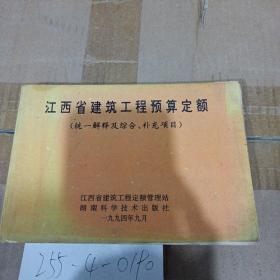 江西省建筑工程预算定额
（统一解释及综合、补充项目）
江西省建筑工程定额管理站
湖南科学技术出版社
一九九四年九月
255-4-0190